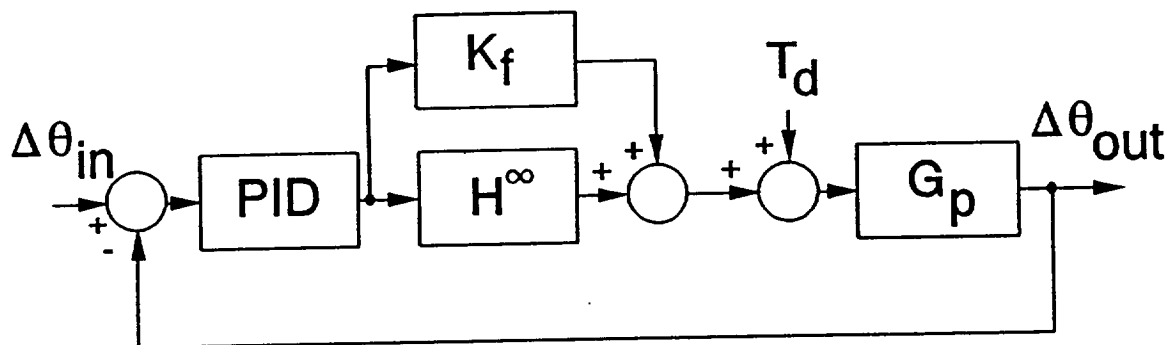 K_f
T_d
Δθ_in
Δθ_out
+
+
+
+
+
+
-
PID
H^∞
G_p